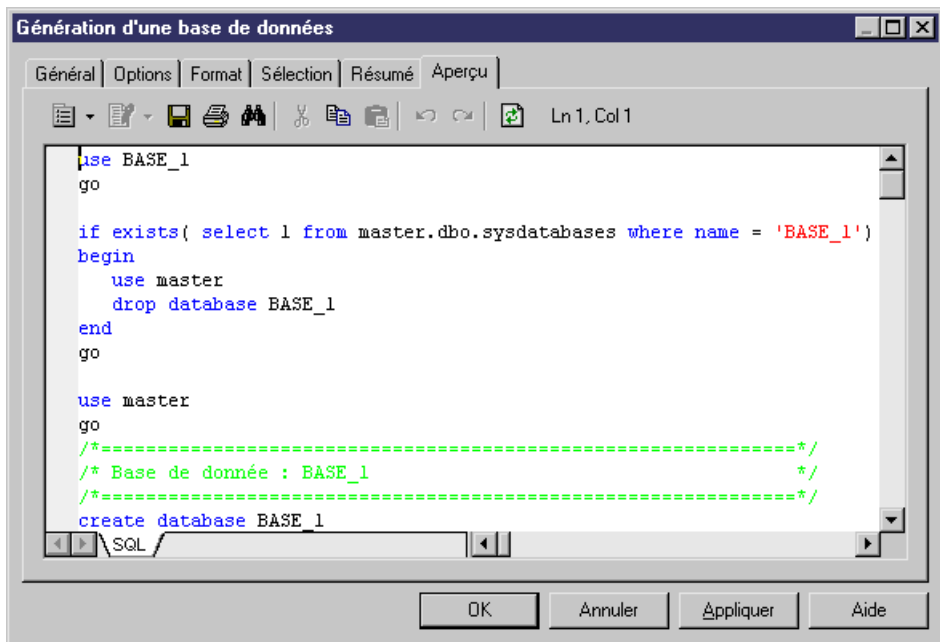 Génération d'une base de données
Général Options Format Sélection Résumé Aperçu
Ln 1, Col 1
use BASE_1
go
if exists( select 1 from master.dbo.sysdatabases where name = 'BASE_1')
begin
use master
drop database BASE_1
end
go
use master
go
/*==============================================================*/
/* Base de donnée : BASE_1 */
/*==============================================================*/
create database BASE_1
SQL
OK Annuler Appliquer Aide